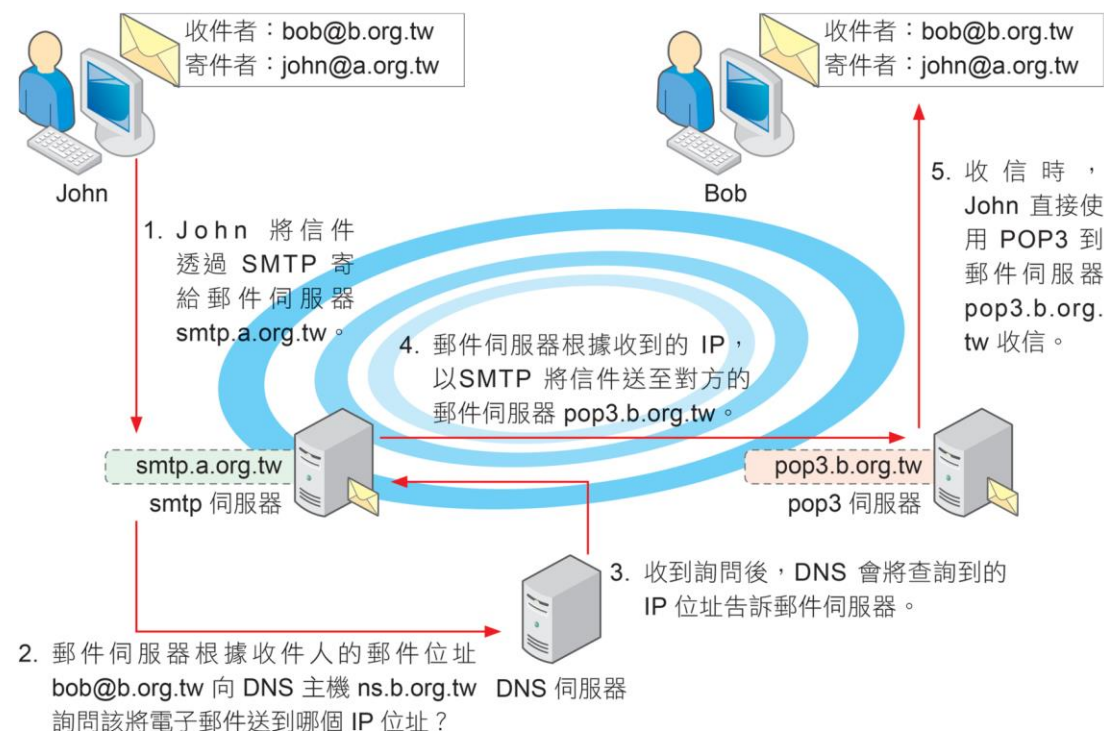 收件者：bob@b.org.tw
寄件者：john@a.org.tw
John
收件者：bob@b.org.tw
寄件者：john@a.org.tw
Bob
1. John 將信件
透過 SMTP 寄
給郵件伺服器
smtp.a.org.tw。
5. 收信時，
John 直接使
用 POP3 到
郵件伺服器
pop3.b.org.
tw 收信。
4. 郵件伺服器根據收到的 IP，
以SMTP 將信件送至對方的
郵件伺服器 pop3.b.org.tw。
smtp.a.org.tw
smtp 伺服器
pop3.b.org.tw
pop3 伺服器
3. 收到詢問後，DNS 會將查詢到的
IP 位址告訴郵件伺服器。
2. 郵件伺服器根據收件人的郵件位址
bob@b.org.tw 向 DNS 主機 ns.b.org.tw
詢問該將電子郵件送到哪個 IP 位址？
DNS 伺服器